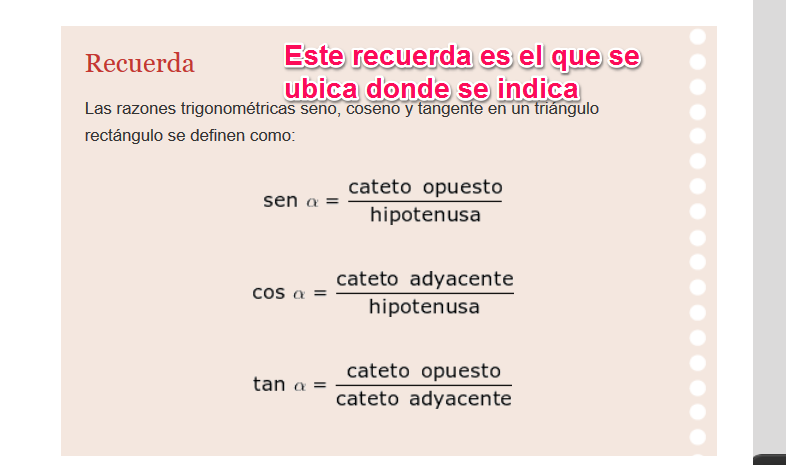 Recuerda
Este recuerda es el que se
ubica donde se indica
Las razones trigonométricas seno, coseno y tangente en un triángulo
rectángulo se definen como:
sen α = cateto opuesto
hipotenusa
cos α = cateto adyacente
hipotenusa
tan α = cateto opuesto
cateto adyacente